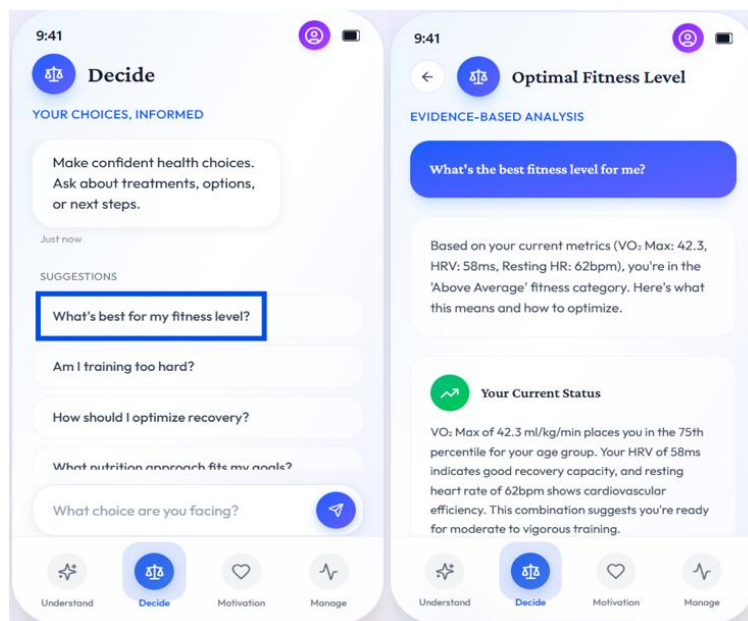 9:41
Decide
YOUR CHOICES, INFORMED
Make confident health choices.
Ask about treatments, options,
or next steps.
Just now
SUGGESTIONS
What's best for my fitness level?
Am I training too hard?
How should I optimize recovery?
What nutrition approach fits my goals?
What choice are you facing?
Understand
Decide
Motivation
Manage
9:41
Optimal Fitness Level
EVIDENCE-BASED ANALYSIS
What's the best fitness level for me?
Based on your current metrics (VO₂ Max: 42.3,
HRV: 58ms, Resting HR: 62bpm), you're in the
'Above Average' fitness category. Here's what
this means and how to optimize.
Your Current Status
VO₂ Max of 42.3 ml/kg/min places you in the 75th
percentile for your age group. Your HRV of 58ms
indicates good recovery capacity, and resting
heart rate of 62bpm shows cardiovascular
efficiency. This combination suggests you're ready
for moderate to vigorous training.
Understand
Decide
Motivation
Manage